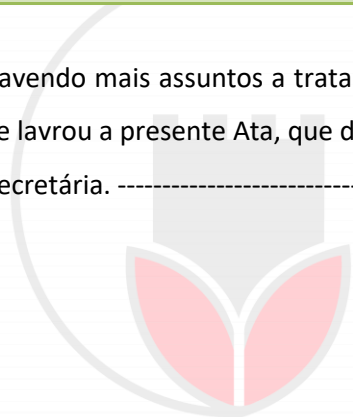 avendo mais assuntos a trata
e lavrou a presente Ata, que d
ecretária. ---------------------------